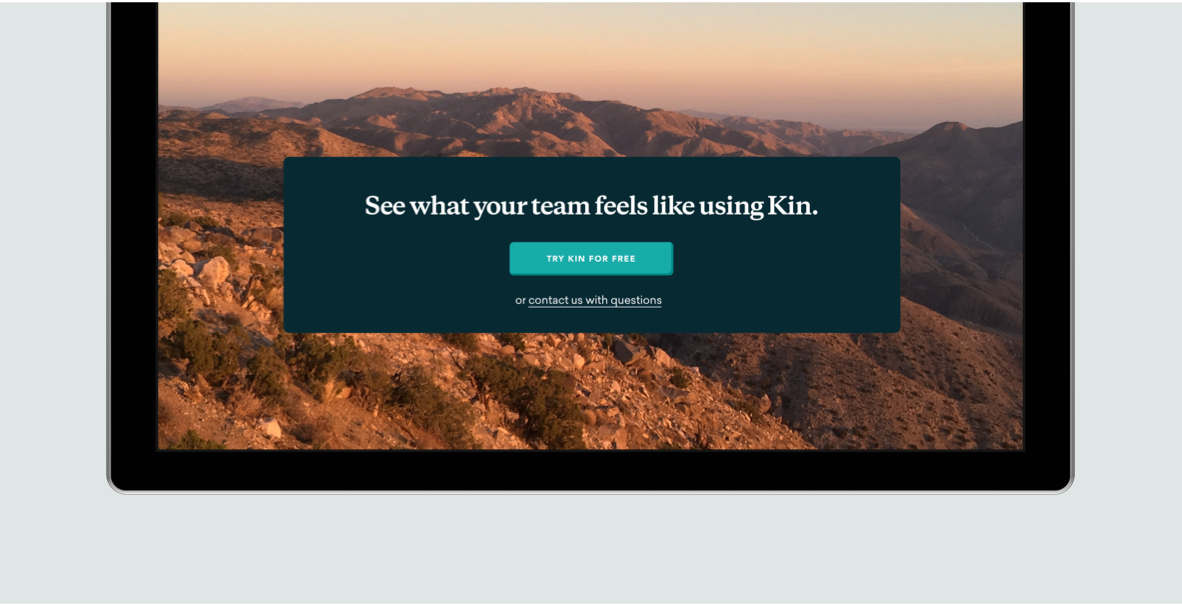 See what your team feels like using Kin.
TRY KIN FOR FREE
or contact us with questions